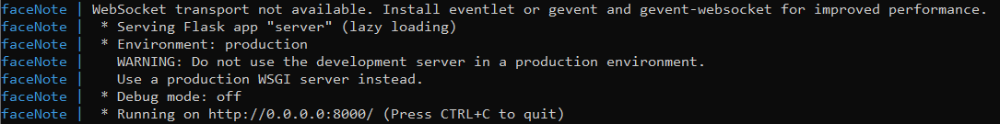 faceNote | WebSocket transport not available. Install eventlet or gevent and gevent-websocket for improved performance.
faceNote |  * Serving Flask app "server" (lazy loading)
faceNote |  * Environment: production
faceNote |    WARNING: Do not use the development server in a production environment.
faceNote |    Use a production WSGI server instead.
faceNote |  * Debug mode: off
faceNote |  * Running on http://0.0.0.0:8000/ (Press CTRL+C to quit)